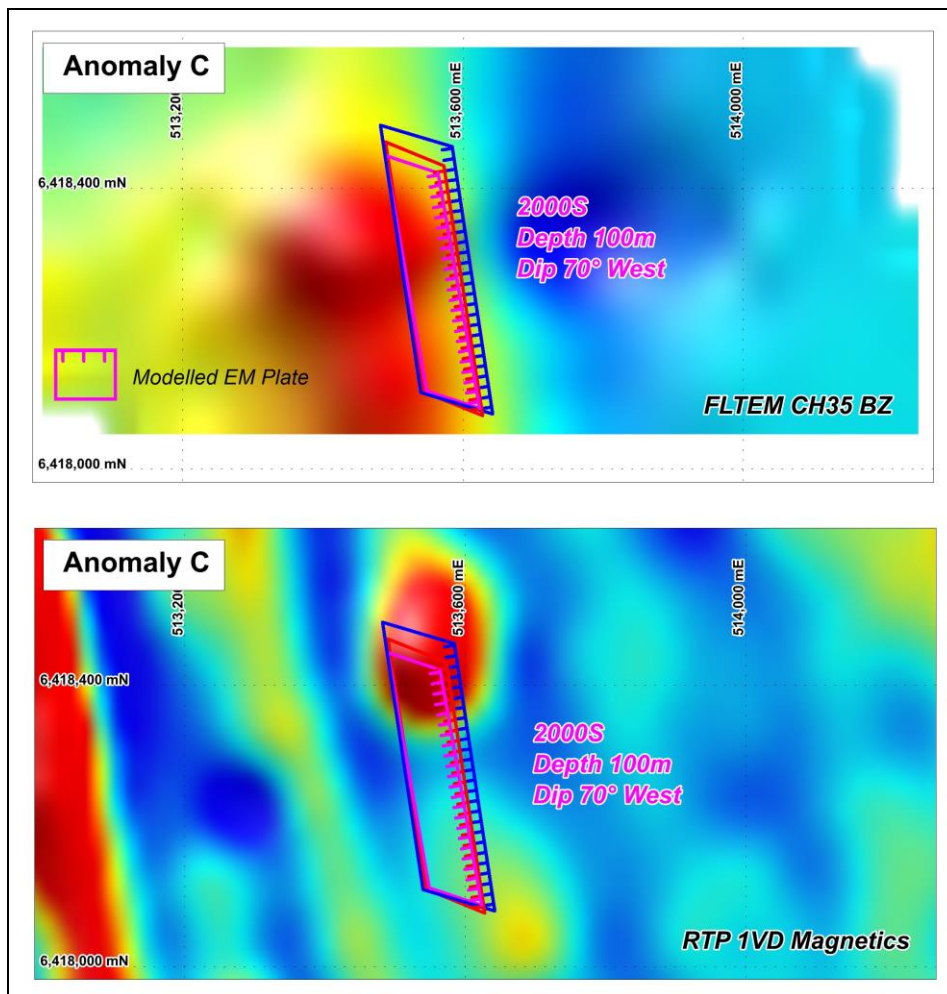 Anomaly C
513,200
513,600 mE
514,000 mE
6,418,400 mN
2000S
Depth 100m
Dip 70° West
Modelled EM Plate
FLTEM CH35 BZ
6,418,000 mN
Anomaly C
513,200
513,600 mE
514,000 mE
6,418,400 mN
2000S
Depth 100m
Dip 70° West
RTP 1VD Magnetics
6,418,000 mN